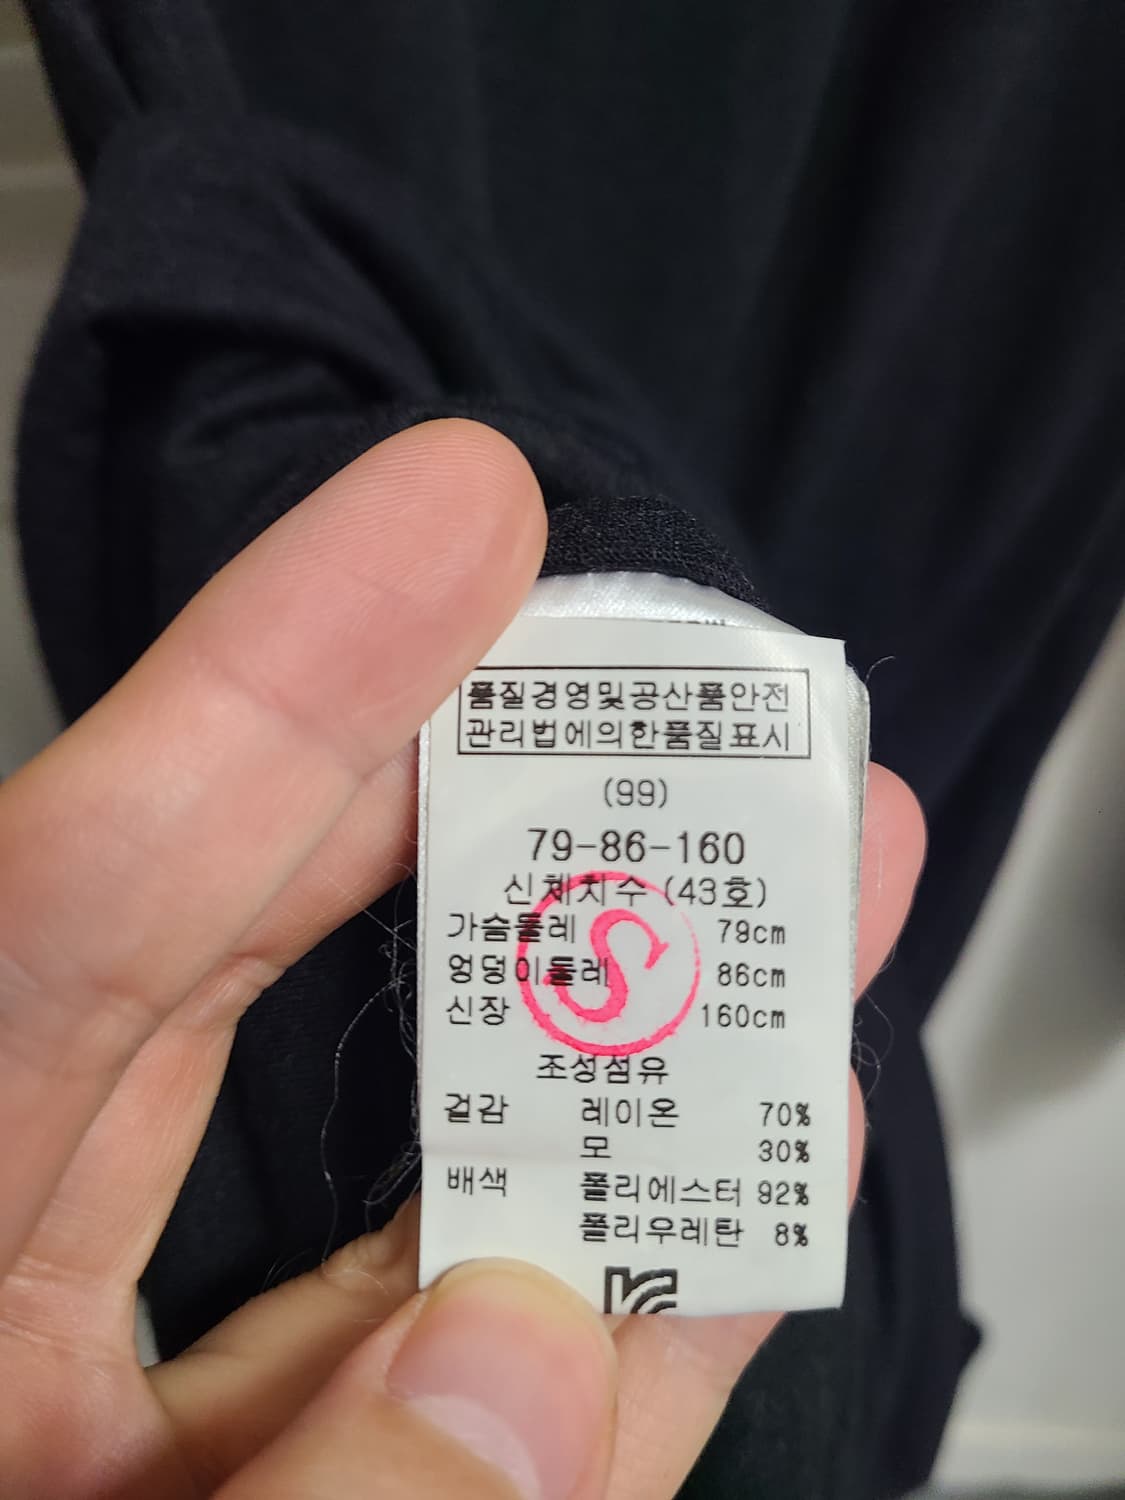 품질경영및공산품안전
관리법에의한품질표시
(99)
79-86-160
신체치수 (43호)
가슴둘레 79cm
엉덩이둘레 86cm
신장 160cm
S
조성섬유
겉감 레이온 70%
모 30%
배색 폴리에스터 92%
폴리우레탄 8%